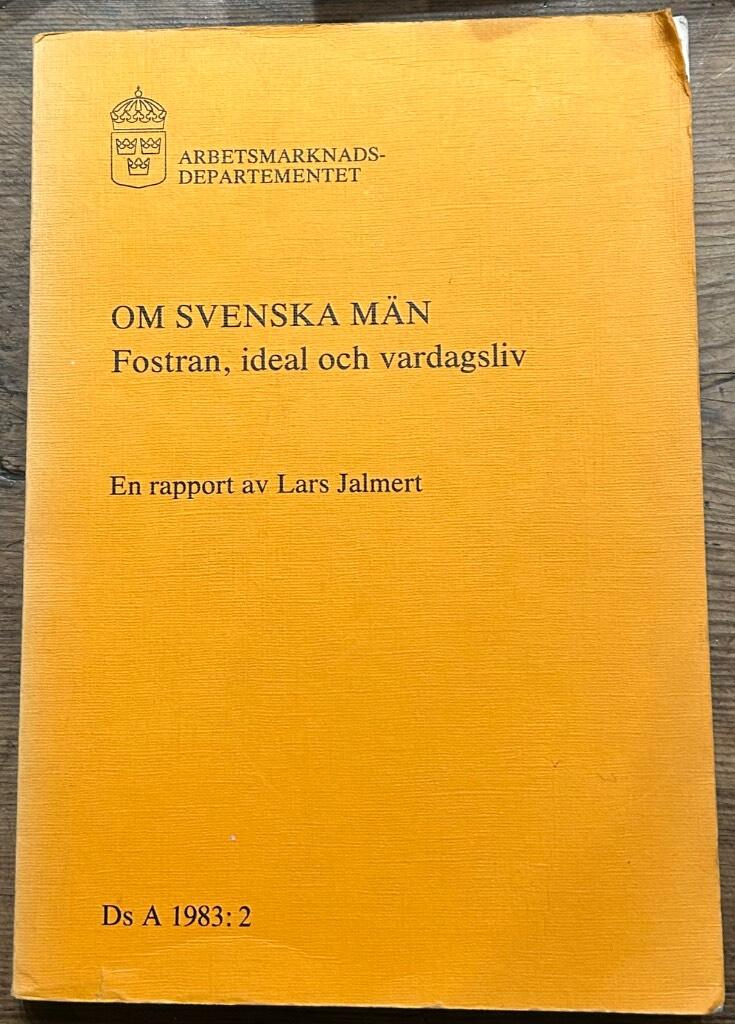 ARBETSMARKNADS-
DEPARTEMENTET
OM SVENSKA MÄN
Fostran, ideal och vardagsliv
En rapport av Lars Jalmert
Ds A 1983:2